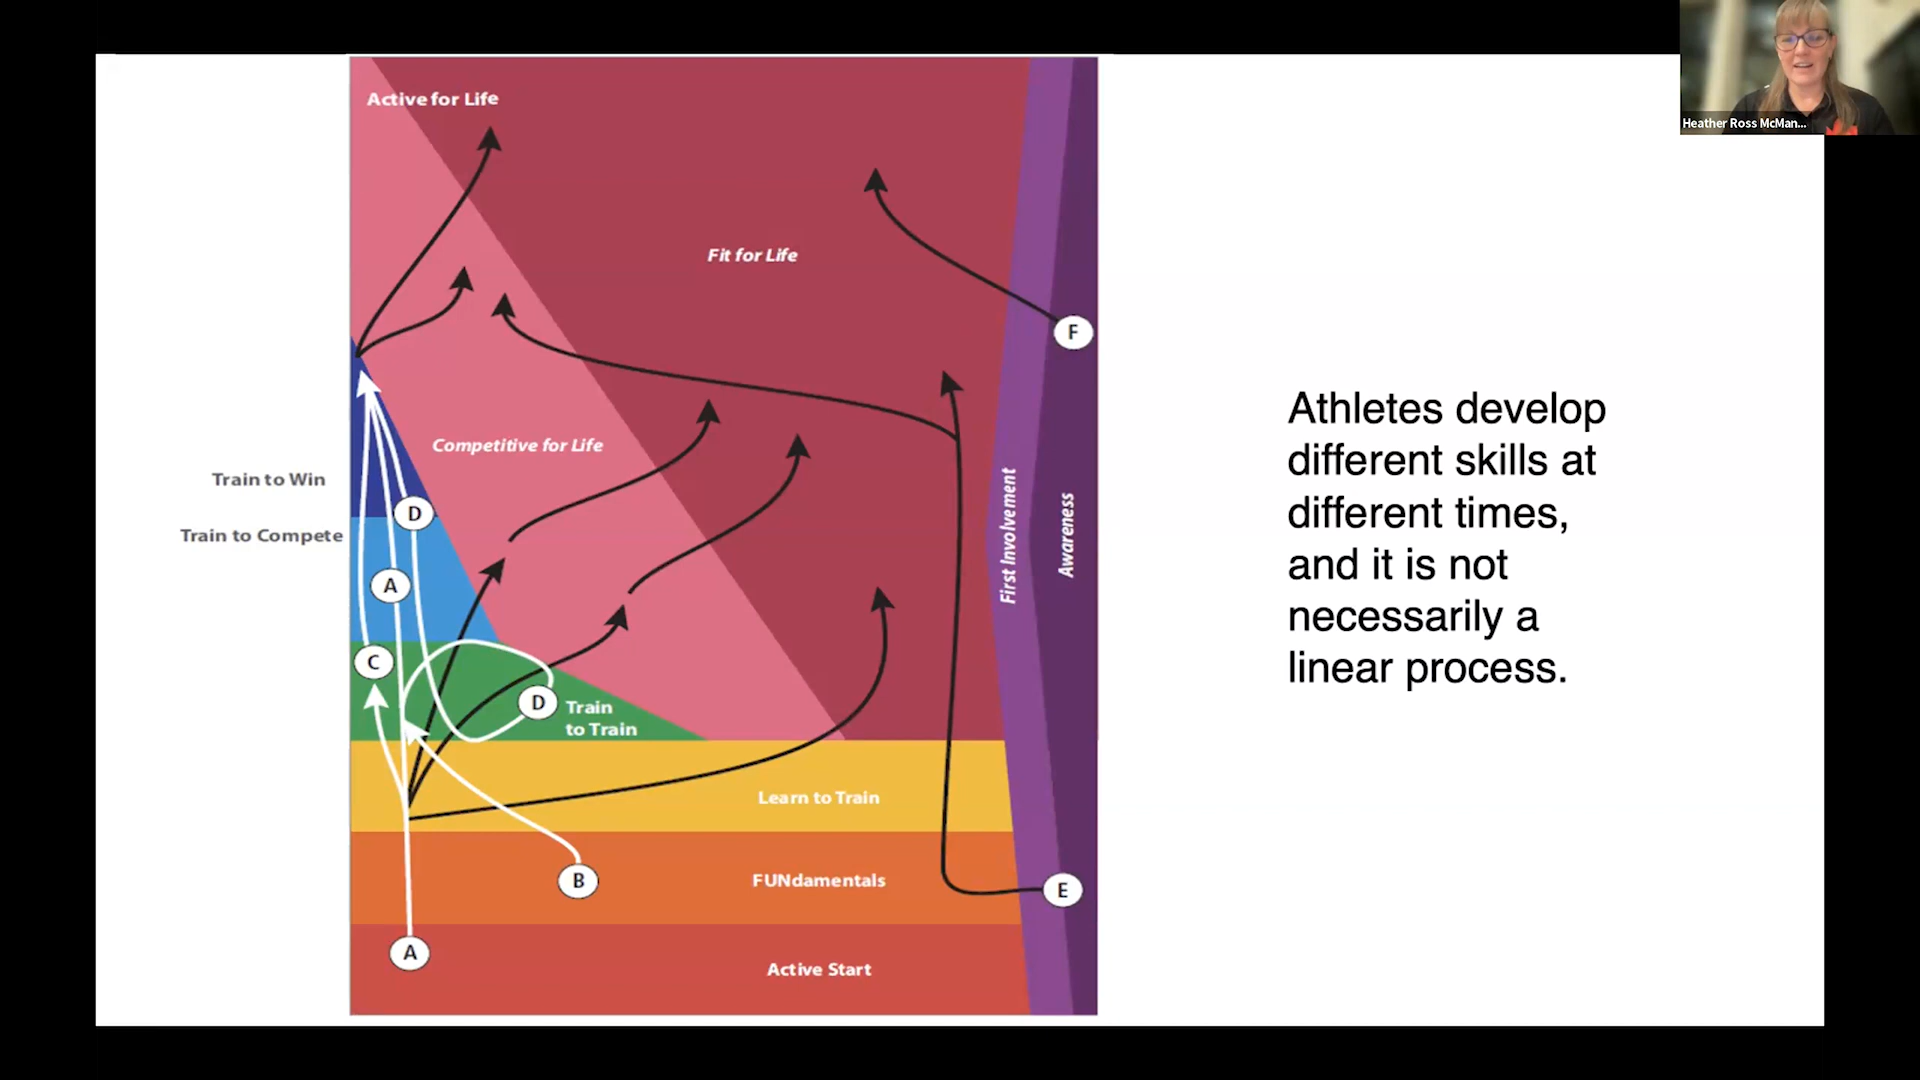 Heather Ross McMan...
Active for Life
Fit for Life
F
Competitive for Life
Train to Win
Train to Compete
D
A
C
D
Train
to Train
First Involvement
Awareness
Learn to Train
FUNdamentals
B
E
A
Active Start
Athletes develop
different skills at
different times,
and it is not
necessarily a
linear process.